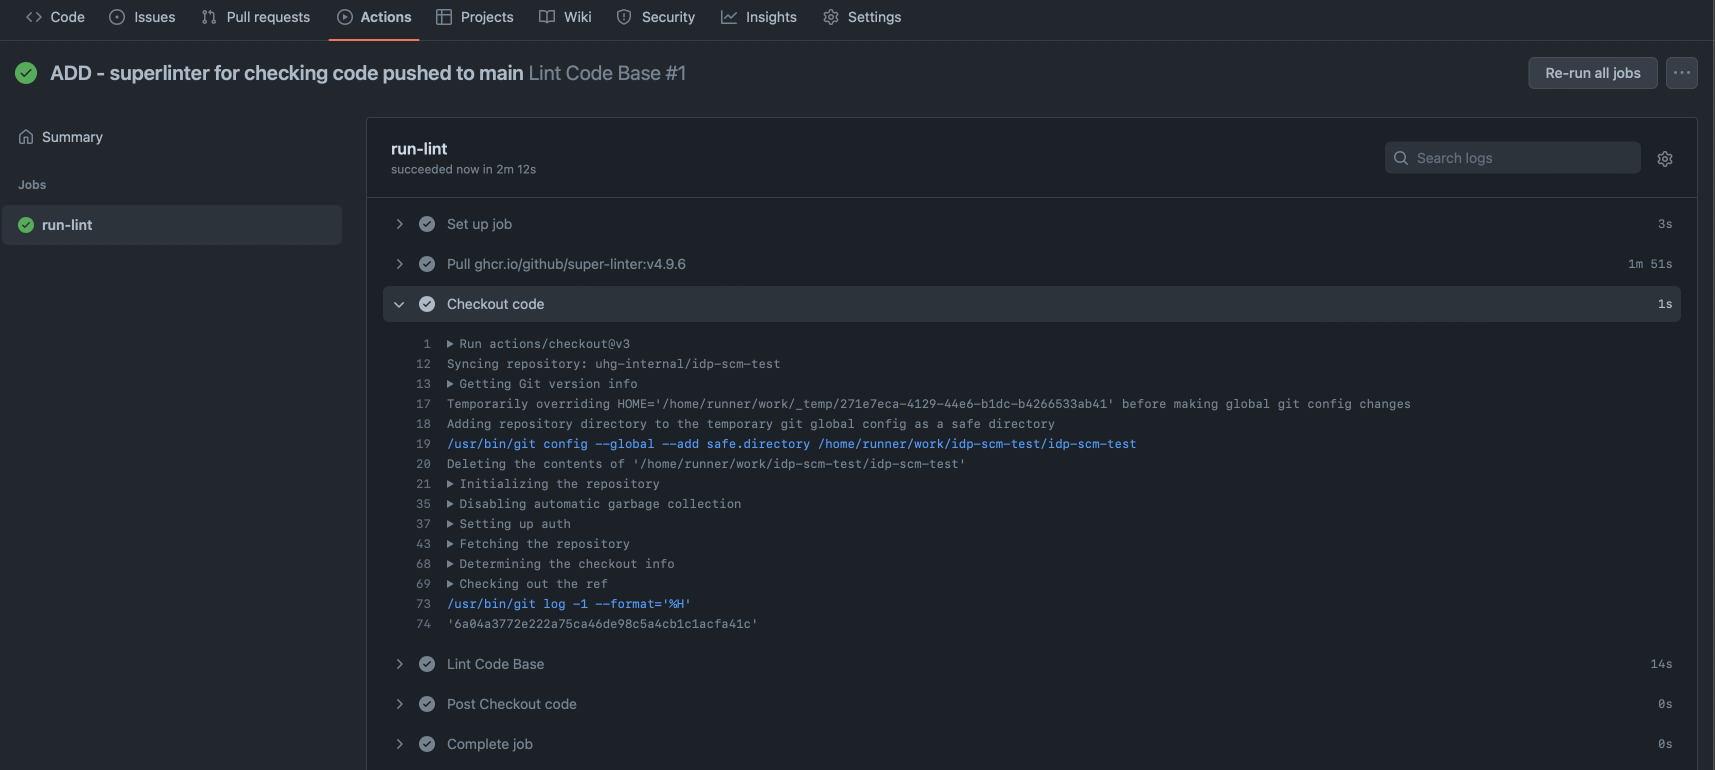 Code Issues Pull requests Actions Projects Wiki Security Insights Settings
ADD - superlinter for checking code pushed to main Lint Code Base #1
Re-run all jobs
Summary
Jobs
run-lint
run-lint
succeeded now in 2m 12s
Search logs
Set up job 3s
Pull ghcr.io/github/super-linter:v4.9.6 1m 51s
Checkout code 1s
1 Run actions/checkout@v3
12 Syncing repository: uhg-internal/idp-scm-test
13 Getting Git version info
17 Temporarily overriding HOME='/home/runner/work/_temp/271e7eca-4129-44e6-b1dc-b4266533ab41' before making global git config changes
18 Adding repository directory to the temporary git global config as a safe directory
19 /usr/bin/git config --global --add safe.directory /home/runner/work/idp-scm-test/idp-scm-test
20 Deleting the contents of '/home/runner/work/idp-scm-test/idp-scm-test'
21 Initializing the repository
35 Disabling automatic garbage collection
37 Setting up auth
43 Fetching the repository
68 Determining the checkout info
69 Checking out the ref
73 /usr/bin/git log -1 --format='%H'
74 '6a04a3772e222a75ca46de98c5a4cb1c1acfa41c'
Lint Code Base 14s
Post Checkout code 0s
Complete job 0s